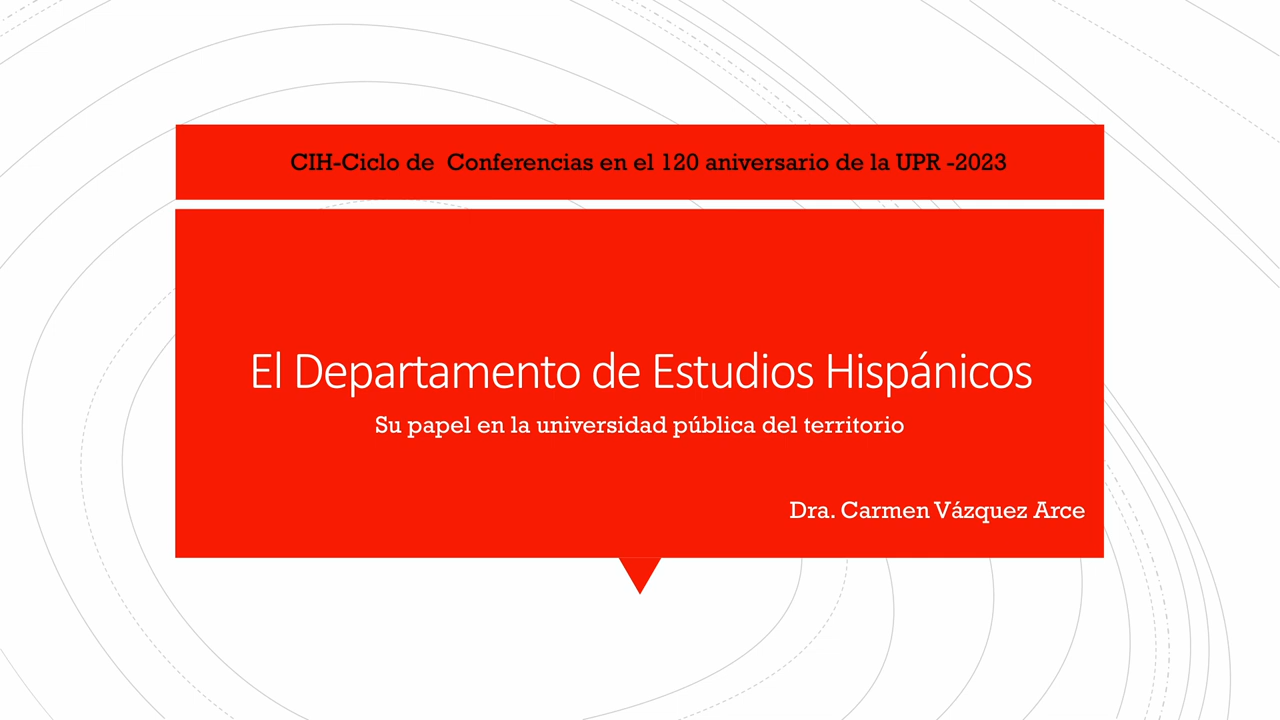 CIH-Ciclo de  Conferencias en el 120 aniversario de la UPR -2023
El Departamento de Estudios Hispánicos
Su papel en la universidad pública del territorio
Dra. Carmen Vázquez Arce